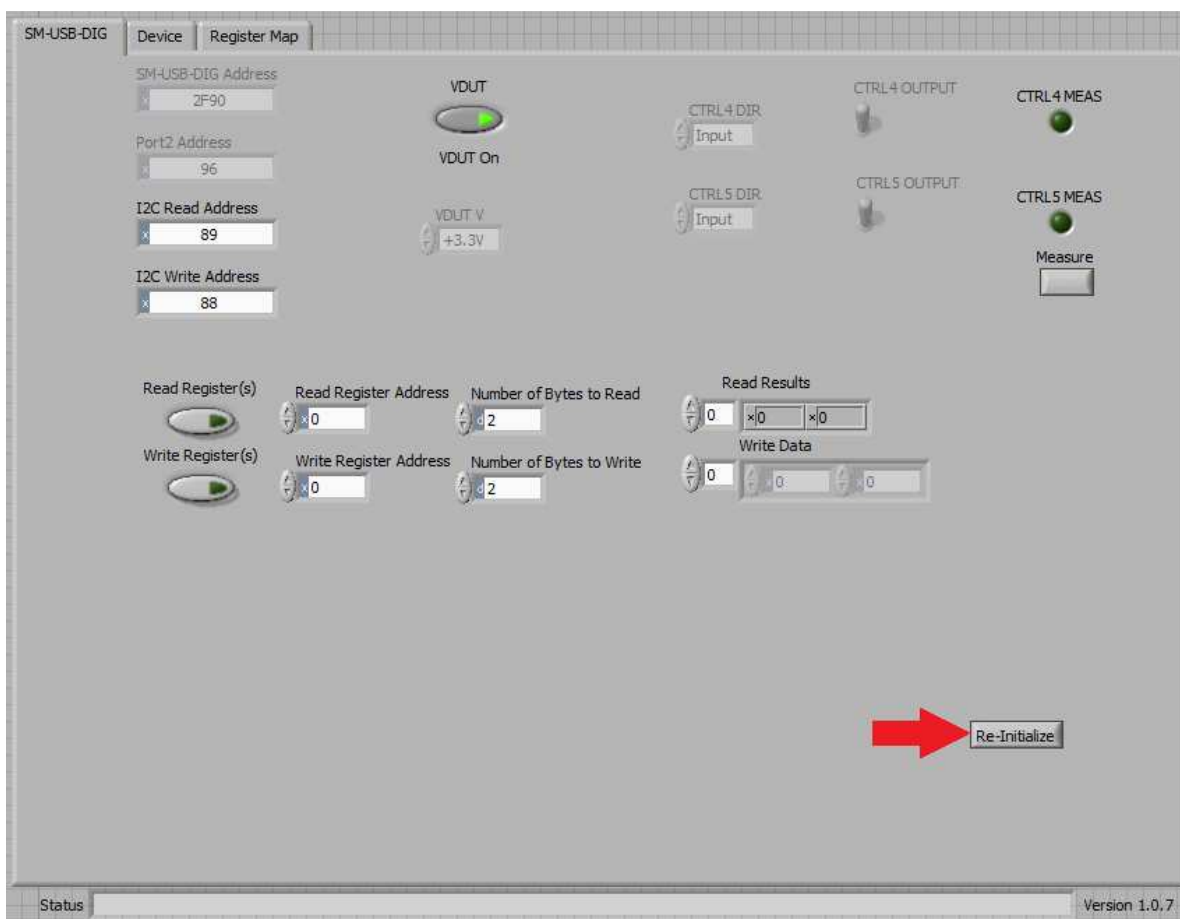 SM-USB-DIG Device Register Map
SM-USB-DIG Address
x 2F90
Port2 Address
x 96
I2C Read Address
x 89
I2C Write Address
x 88
VDUT
VDUT On
VDUT V
+3.3V
CTRL4 DIR
Input
CTRL5 DIR
Input
CTRL4 OUTPUT
CTRL5 OUTPUT
CTRL4 MEAS
CTRL5 MEAS
Measure
Read Register(s)
Read Register Address
x 0
Number of Bytes to Read
d 2
Read Results
0 x 0 x 0
Write Register(s)
Write Register Address
x 0
Number of Bytes to Write
d 2
Write Data
0 x 0 x 0
Re-Initialize
Status
Version 1.0.7